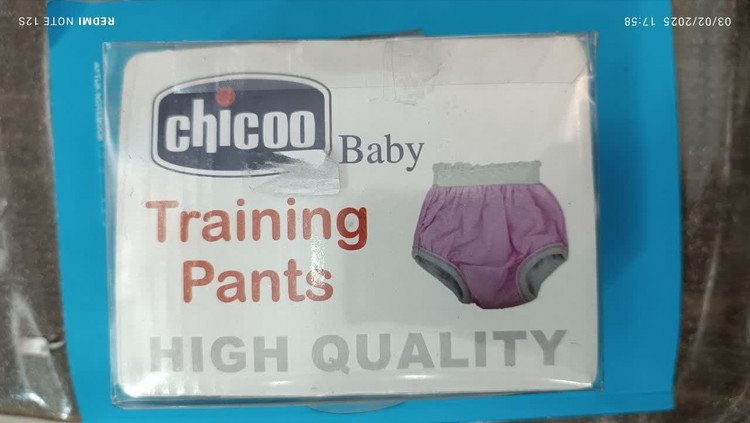 chicoo
Baby
Training
Pants
HIGH QUALITY
REDMI NOTE 12S
03/02/2025 17:58